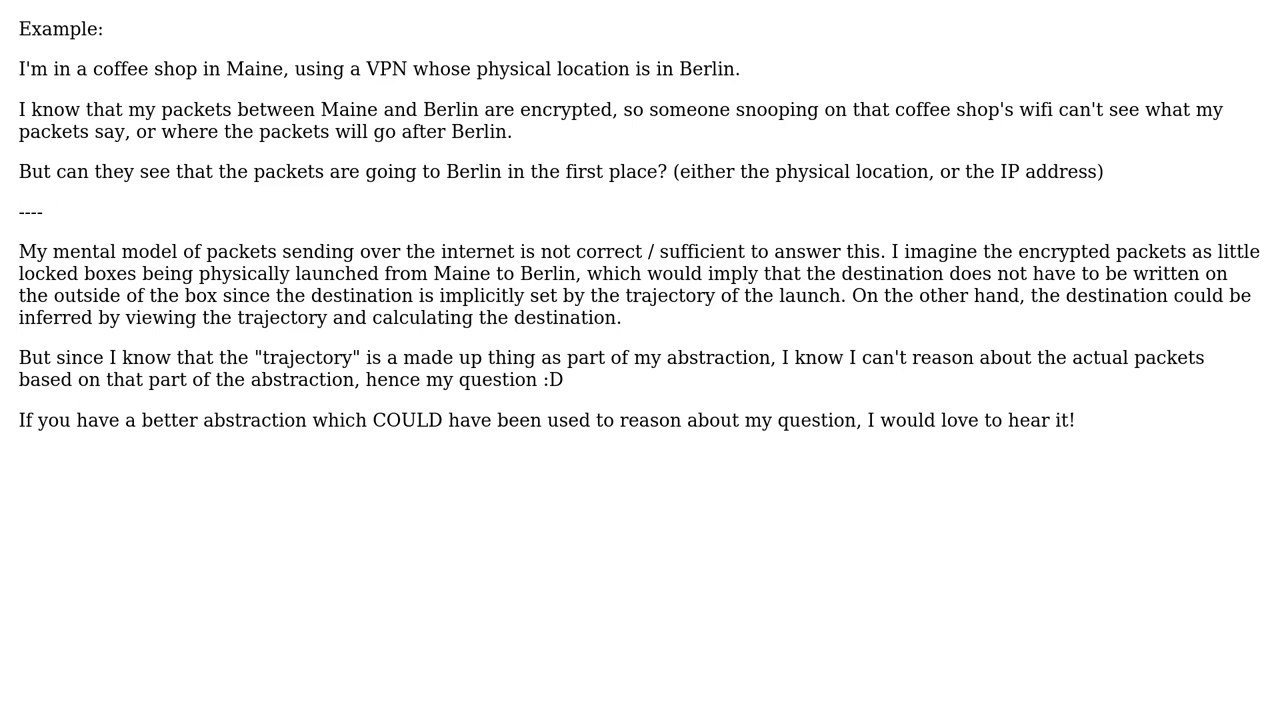 Example:
I'm in a coffee shop in Maine, using a VPN whose physical location is in Berlin.
I know that my packets between Maine and Berlin are encrypted, so someone snooping on that coffee shop's wifi can't see what my
packets say, or where the packets will go after Berlin.
But can they see that the packets are going to Berlin in the first place? (either the physical location, or the IP address)
----
My mental model of packets sending over the internet is not correct / sufficient to answer this. I imagine the encrypted packets as little
locked boxes being physically launched from Maine to Berlin, which would imply that the destination does not have to be written on
the outside of the box since the destination is implicitly set by the trajectory of the launch. On the other hand, the destination could be
inferred by viewing the trajectory and calculating the destination.
But since I know that the "trajectory" is a made up thing as part of my abstraction, I know I can't reason about the actual packets
based on that part of the abstraction, hence my question :D
If you have a better abstraction which COULD have been used to reason about my question, I would love to hear it!